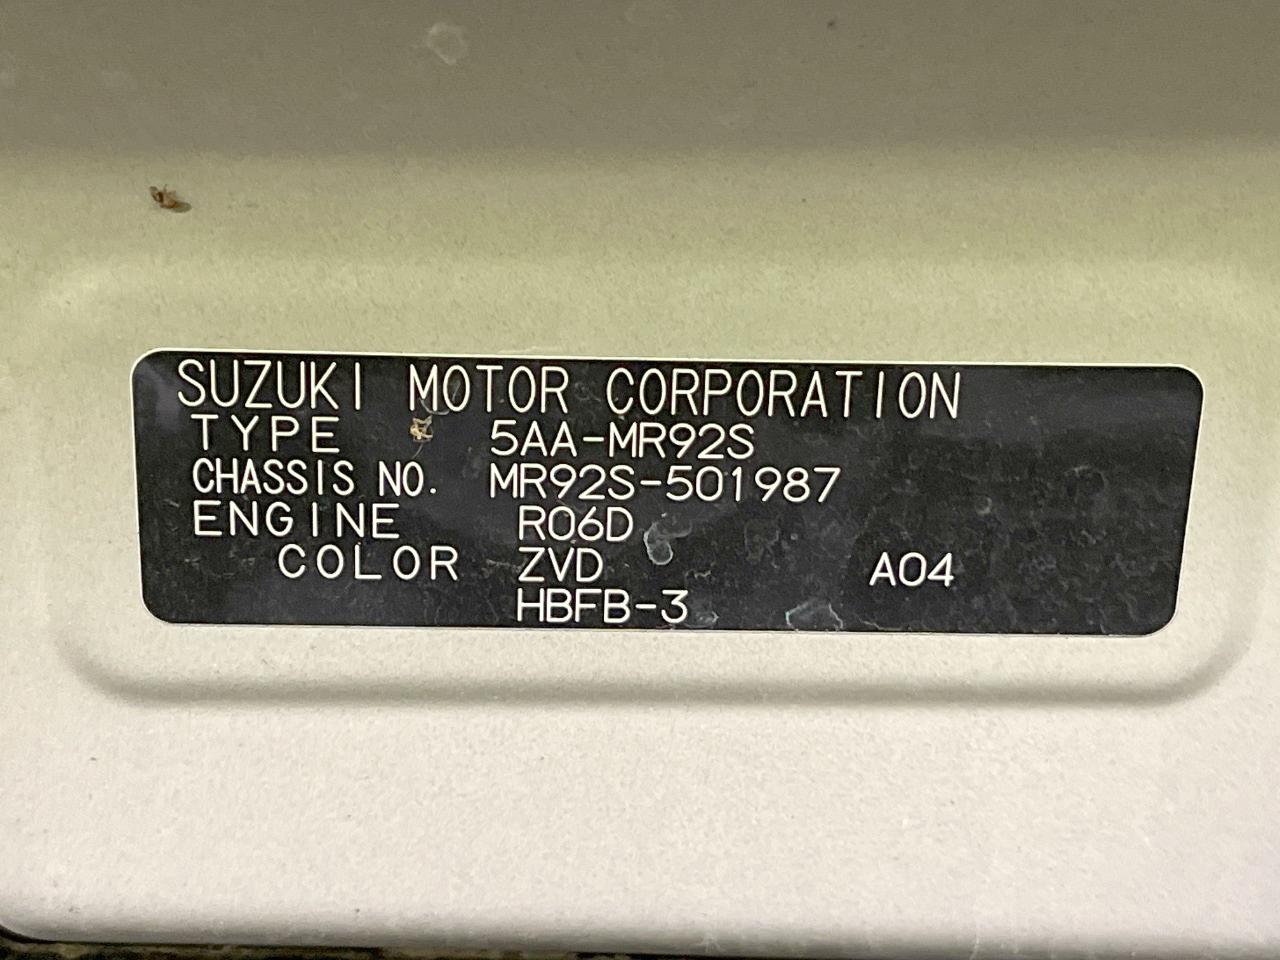 SUZUKI MOTOR CORPORATION
TYPE 5AA-MR92S
CHASSIS NO. MR92S-501987
ENGINE R06D
COLOR ZVD A04
HBFB-3